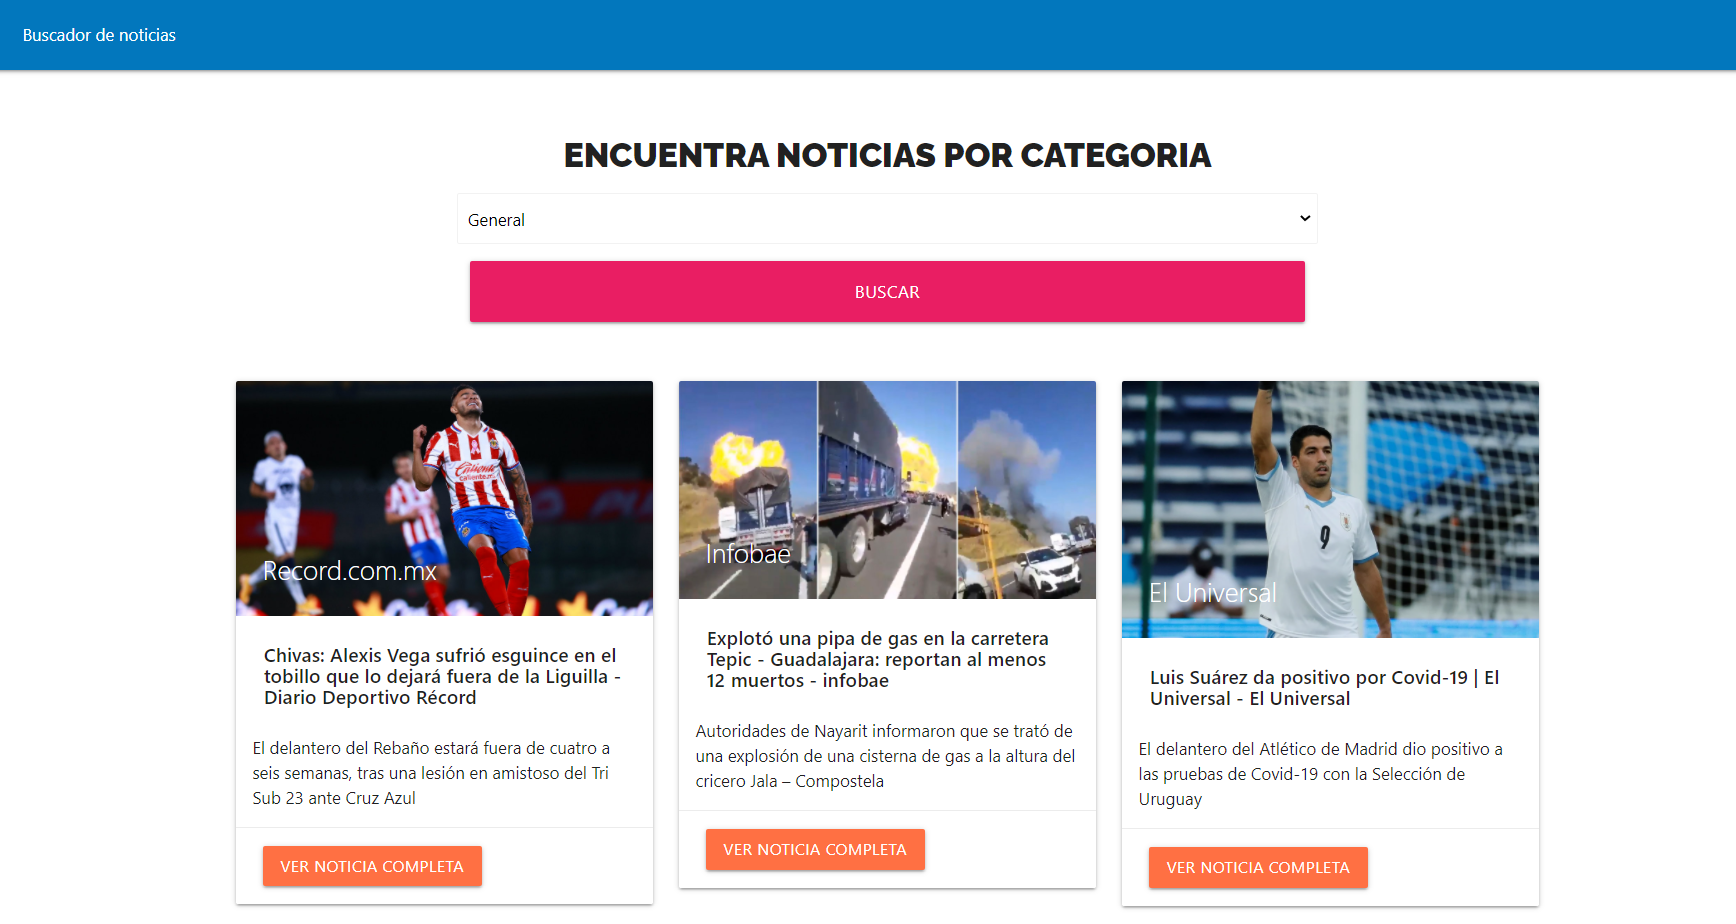 Buscador de noticias
ENCUENTRA NOTICIAS POR CATEGORIA
General
BUSCAR
Caliente
Record.com.mx
Chivas: Alexis Vega sufrió esguince en el
tobillo que lo dejará fuera de la Liguilla -
Diario Deportivo Récord
El delantero del Rebaño estará fuera de cuatro a
seis semanas, tras una lesión en amistoso del Tri
Sub 23 ante Cruz Azul
VER NOTICIA COMPLETA
Infobae
Explotó una pipa de gas en la carretera
Tepic - Guadalajara: reportan al menos
12 muertos - infobae
Autoridades de Nayarit informaron que se trató de
una explosión de una cisterna de gas a la altura del
cricero Jala – Compostela
VER NOTICIA COMPLETA
9
El Universal
Luis Suárez da positivo por Covid-19 | El
Universal - El Universal
El delantero del Atlético de Madrid dio positivo a
las pruebas de Covid-19 con la Selección de
Uruguay
VER NOTICIA COMPLETA